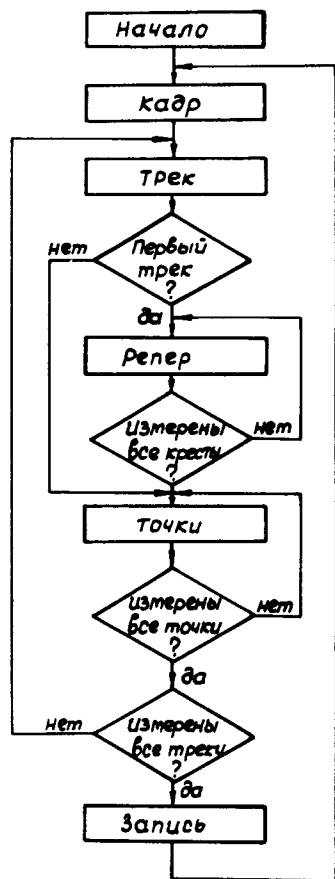 Начало
кадр
трек
нет
Первый
трек
?
да
Репер
измерены
все кресты
?
нет
точки
измерены
все точки
?
нет
да
нет
измерены
все треки
?
да
Запись